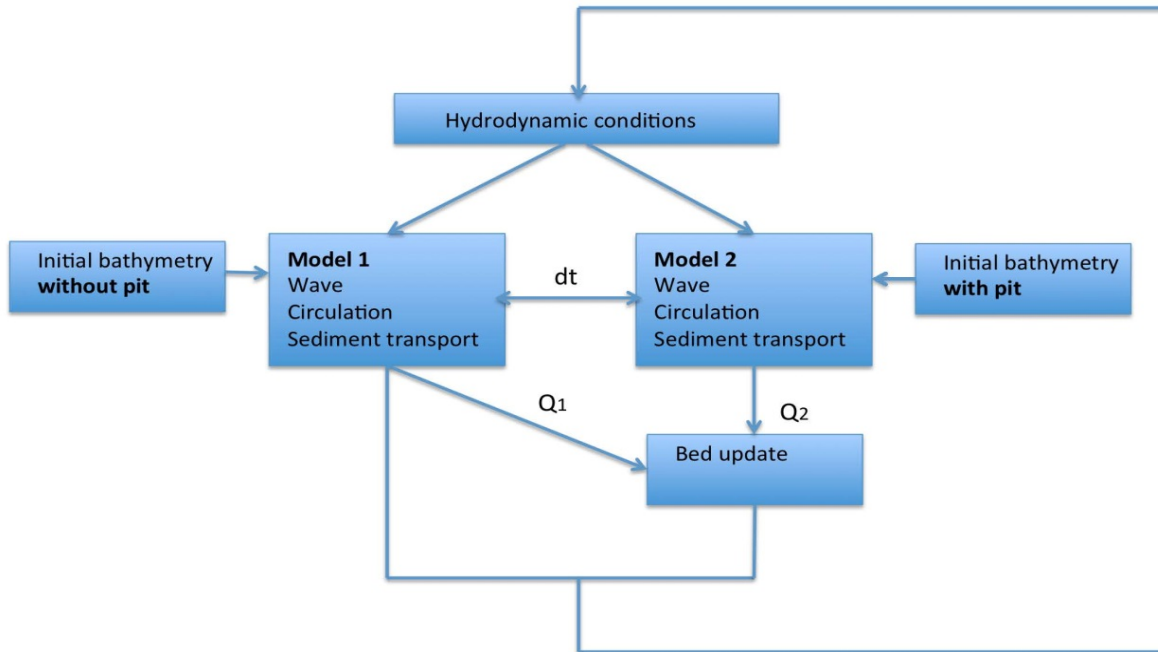 Hydrodynamic conditions
Initial bathymetry
without pit
Model 1
Wave
Circulation
Sediment transport
dt
Model 2
Wave
Circulation
Sediment transport
Initial bathymetry
with pit
Q1
Q2
Bed update